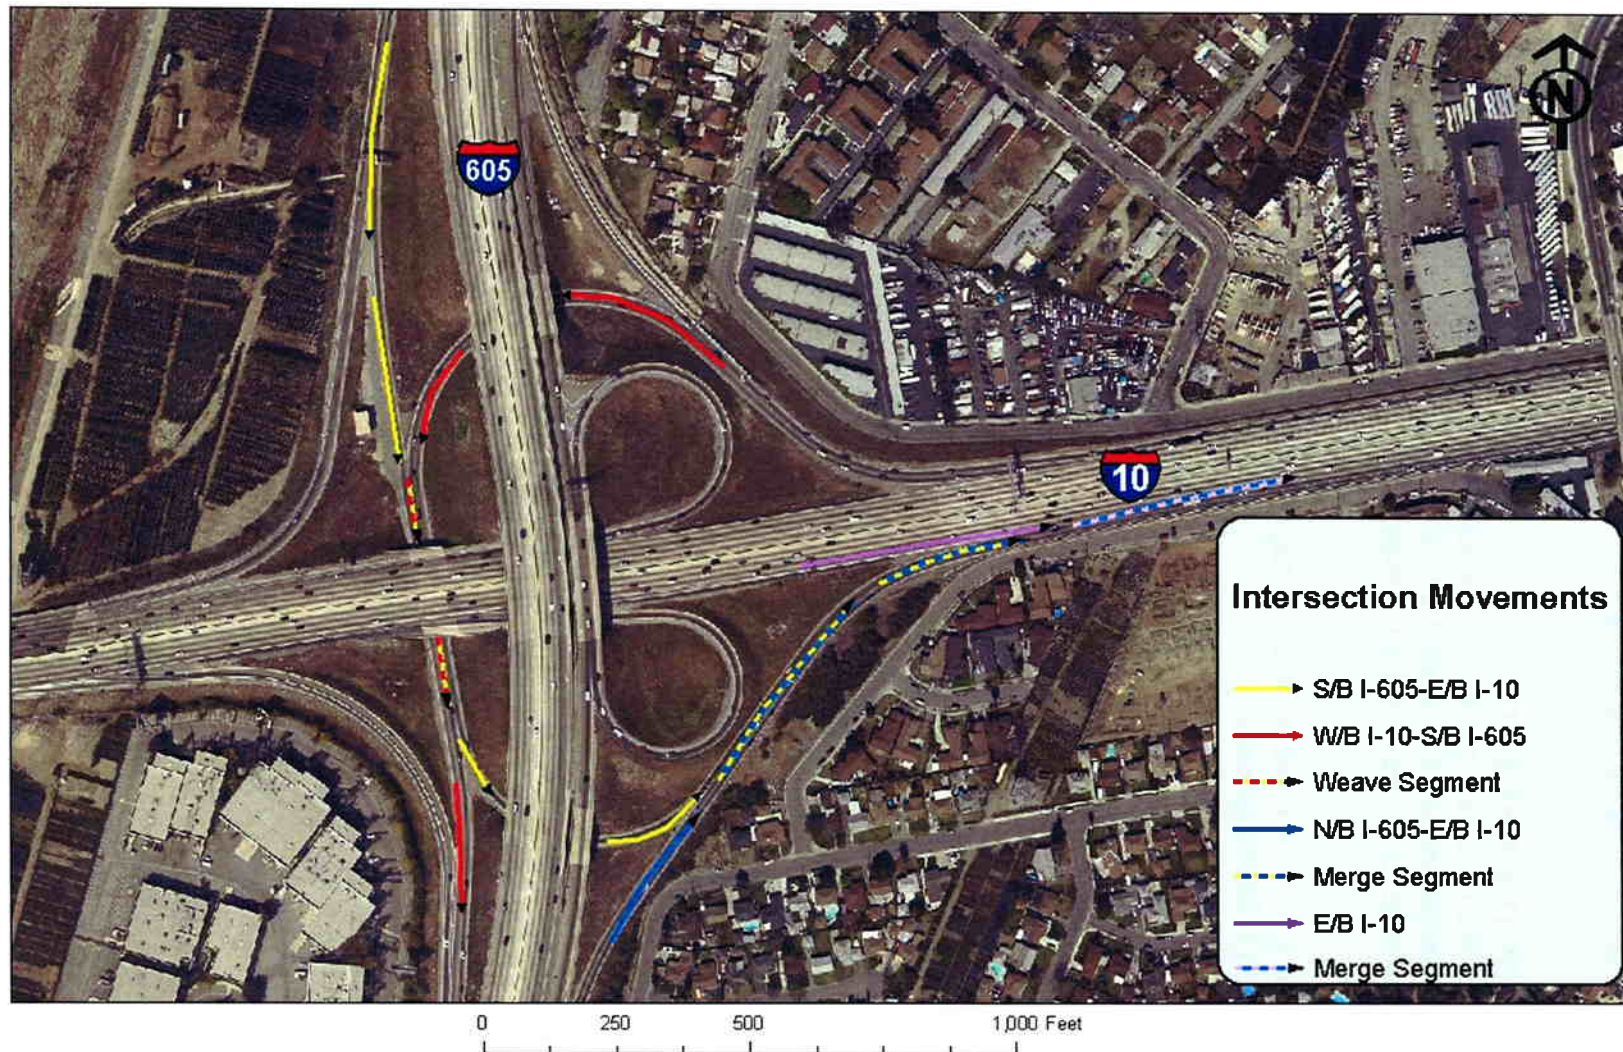 N
605
10
Intersection Movements
S/B I-605-E/B I-10
W/B I-10-S/B I-605
Weave Segment
N/B I-605-E/B I-10
Merge Segment
E/B I-10
Merge Segment
0 250 500 1,000 Feet